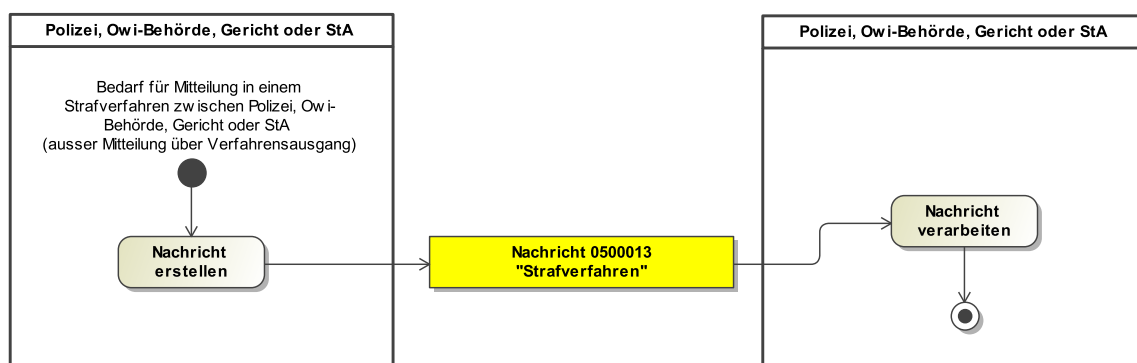 Polizei, Owi-Behörde, Gericht oder StA
Bedarf für Mitteilung in einem
Strafverfahren zwischen Polizei, Owi-
Behörde, Gericht oder StA
(ausser Mitteilung über Verfahrensausgang)
Nachricht
erstellen
Nachricht 0500013
"Strafverfahren"
Polizei, Owi-Behörde, Gericht oder StA
Nachricht
verarbeiten